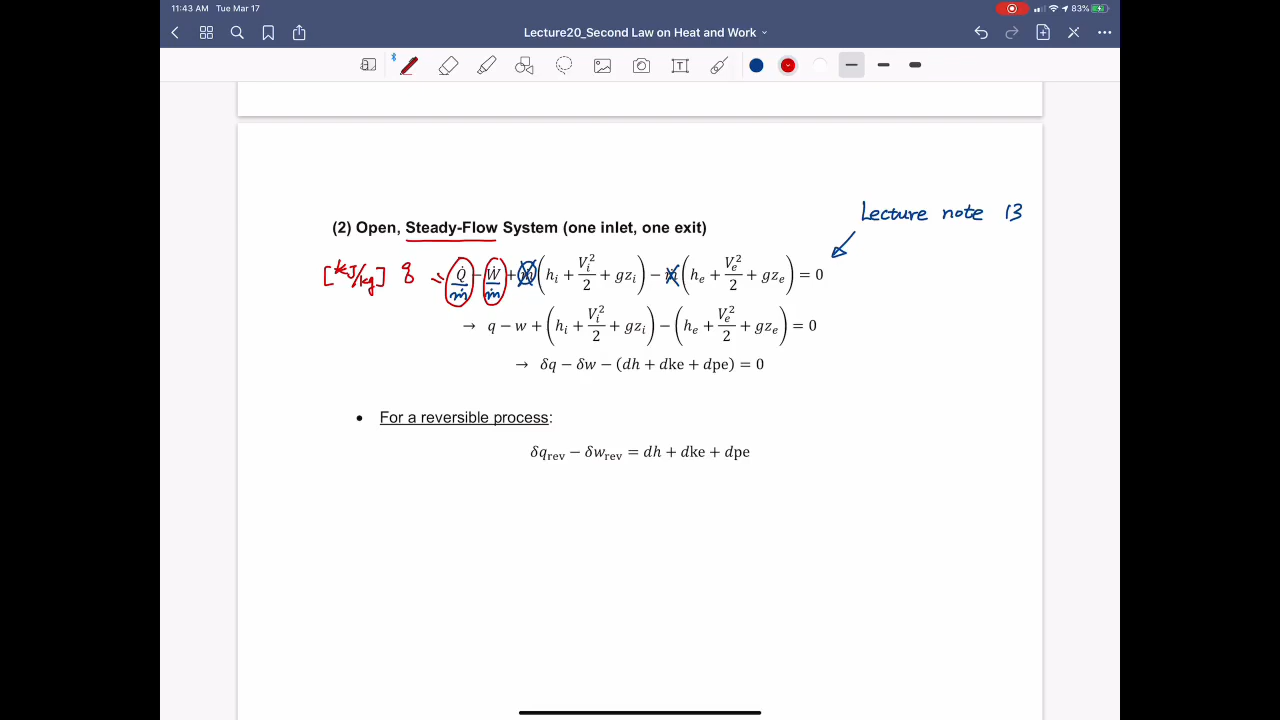 11:43 AM Tue Mar 17
83%
Lecture20_Second Law on Heat and Work
Lecture note 13
(2) Open, Steady-Flow System (one inlet, one exit)
[kJ/kg] q = Q̇/ṁ − Ẇ/ṁ + ṁ(hᵢ + Vᵢ²/2 + gzᵢ) − ṁ(hₑ + Vₑ²/2 + gzₑ) = 0
→ q − w + (hᵢ + Vᵢ²/2 + gzᵢ) − (hₑ + Vₑ²/2 + gzₑ) = 0
→ δq − δw − (dh + dke + dpe) = 0
• For a reversible process:
δq_rev − δw_rev = dh + dke + dpe